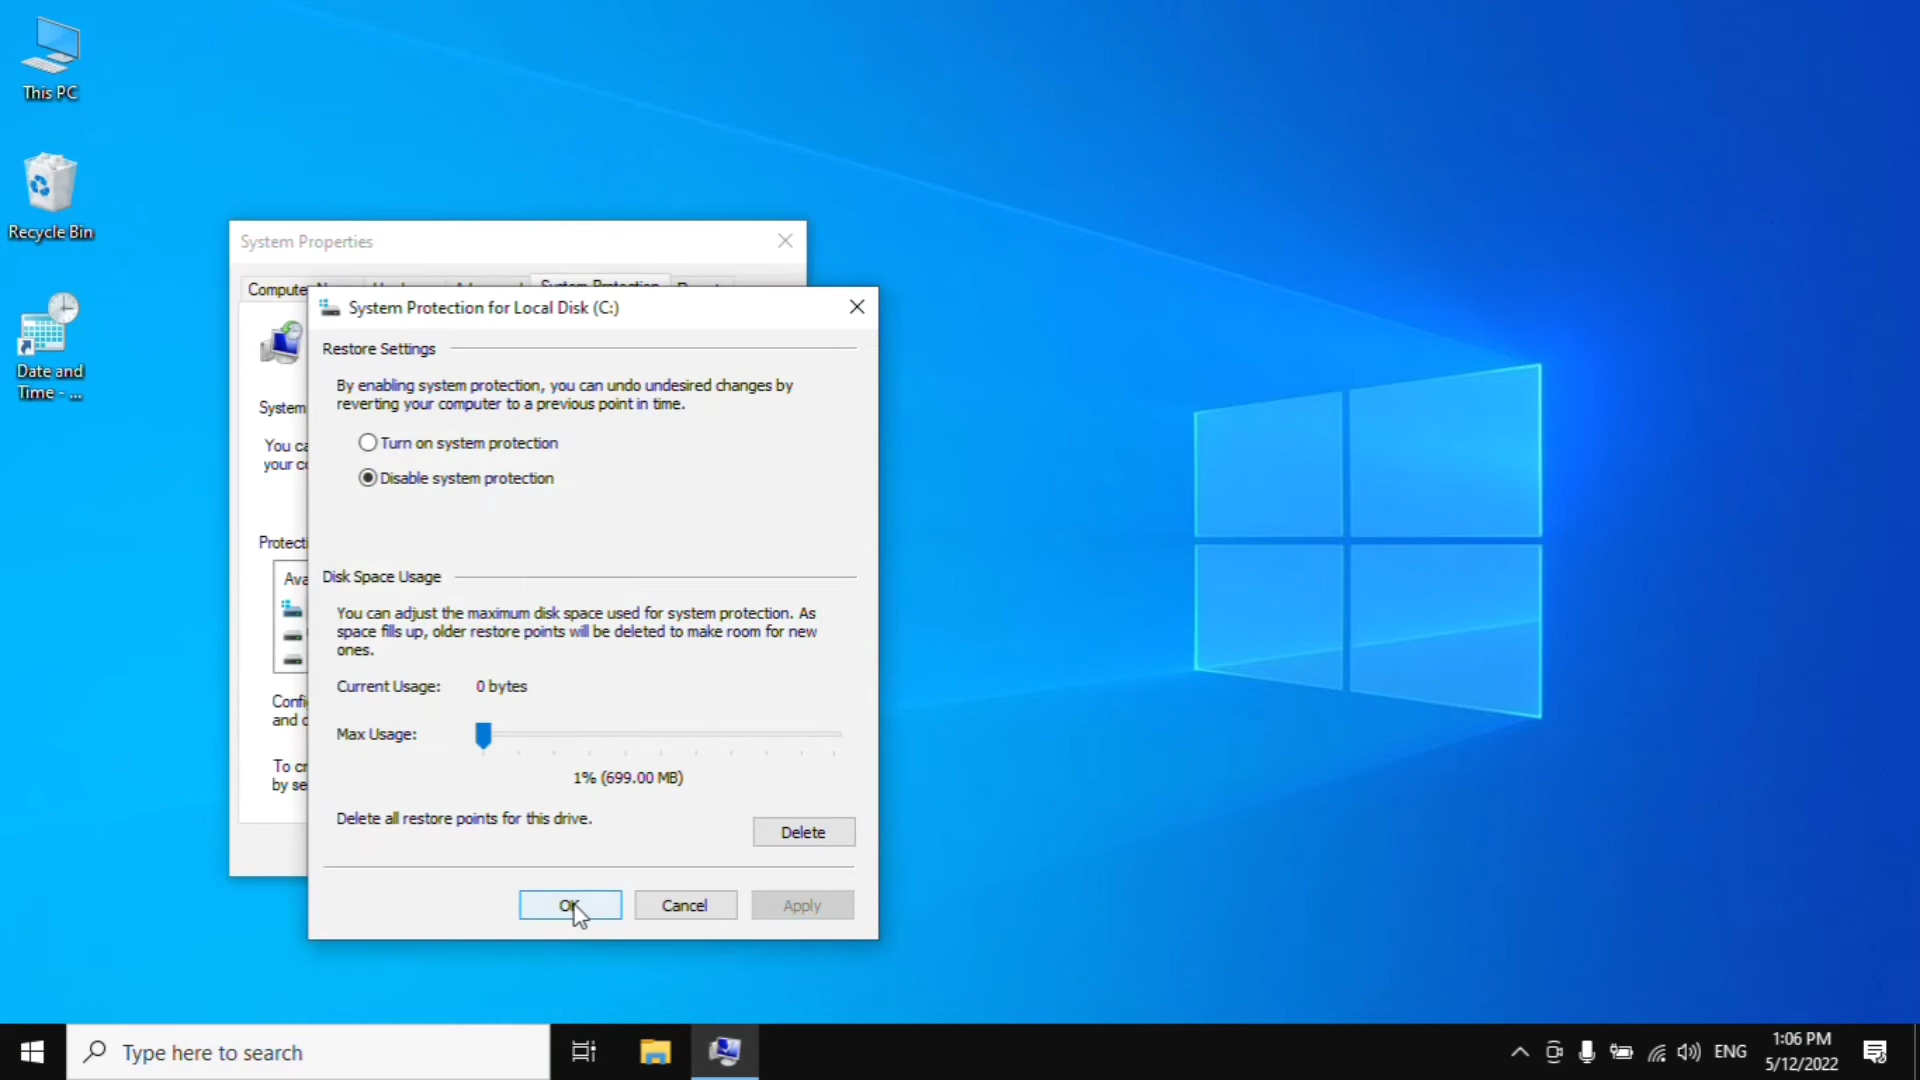 This PC
Recycle Bin
Date and
Time - ...
System Properties
System Protection for Local Disk (C:)
Restore Settings
By enabling system protection, you can undo undesired changes by
reverting your computer to a previous point in time.
Turn on system protection
Disable system protection
Disk Space Usage
You can adjust the maximum disk space used for system protection. As
space fills up, older restore points will be deleted to make room for new
ones.
Current Usage: 0 bytes
Max Usage:
1% (699.00 MB)
Delete all restore points for this drive.
Delete
OK Cancel Apply
System
You ca
your co
Protecti
Ava
Confi
and c
To cr
by se
Type here to search
ENG
1:06 PM
5/12/2022